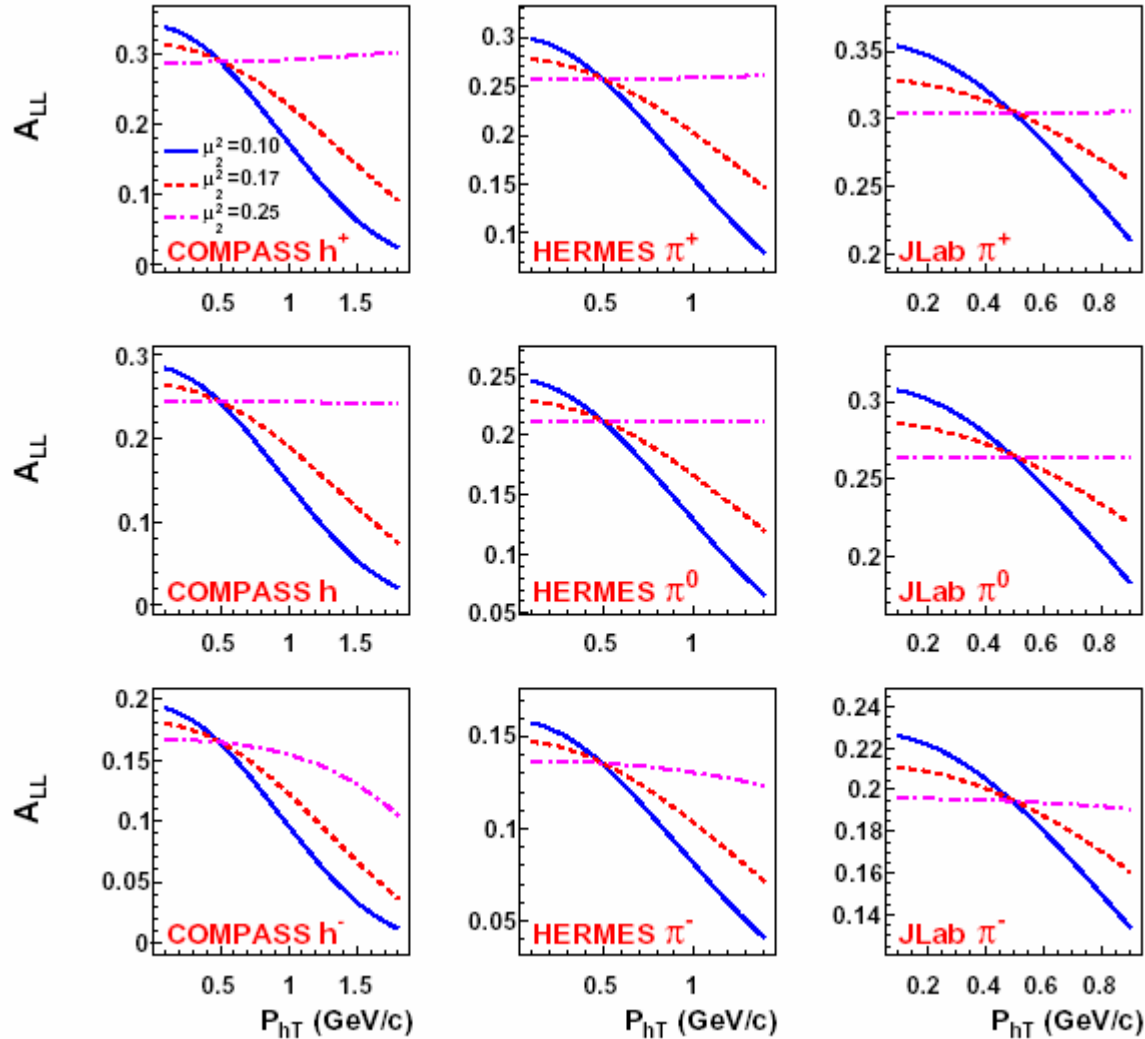 A_LL
0.3
0.2
0.1
0
μ²₂=0.10
μ²₂=0.17
μ²₂=0.25
COMPASS h⁺
0.5 1 1.5
0.3
0.25
0.2
0.15
0.1
HERMES π⁺
0.5 1
0.35
0.3
0.25
0.2
JLab π⁺
0.2 0.4 0.6 0.8
A_LL
0.3
0.2
0.1
0
COMPASS h
0.5 1 1.5
0.25
0.2
0.15
0.1
0.05
HERMES π⁰
0.5 1
0.3
0.25
0.2
JLab π⁰
0.2 0.4 0.6 0.8
A_LL
0.2
0.15
0.1
0.05
0
COMPASS h⁻
0.5 1 1.5
P_hT (GeV/c)
0.15
0.1
0.05
HERMES π⁻
0.5 1
P_hT (GeV/c)
0.24
0.22
0.2
0.18
0.16
0.14
JLab π⁻
0.2 0.4 0.6 0.8
P_hT (GeV/c)